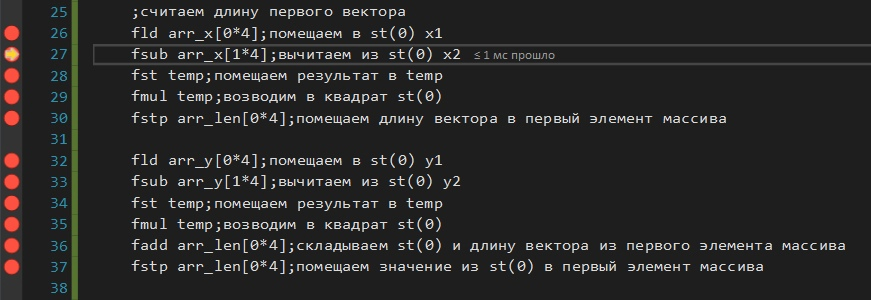 25 ;считаем длину первого вектора
26 fld arr_x[0*4];помещаем в st(0) x1
27 fsub arr_x[1*4];вычитаем из st(0) x2 ≤ 1 мс прошло
28 fst temp;помещаем результат в temp
29 fmul temp;возводим в квадрат st(0)
30 fstp arr_len[0*4];помещаем длину вектора в первый элемент массива
31
32 fld arr_y[0*4];помещаем в st(0) y1
33 fsub arr_y[1*4];вычитаем из st(0) y2
34 fst temp;помещаем результат в temp
35 fmul temp;возводим в квадрат st(0)
36 fadd arr_len[0*4];складываем st(0) и длину вектора из первого элемента массива
37 fstp arr_len[0*4];помещаем значение из st(0) в первый элемент массива
38